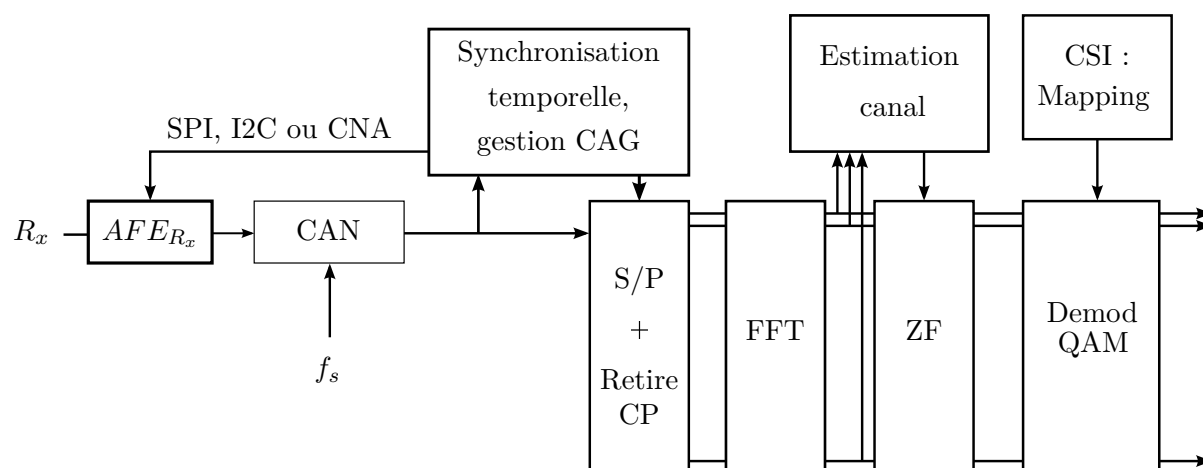 Synchronisation
temporelle,
gestion CAG
Estimation
canal
CSI :
Mapping
SPI, I2C ou CNA
R_x
AFE_{R_x}
CAN
f_s
S/P
+
Retire
CP
FFT
ZF
Demod
QAM